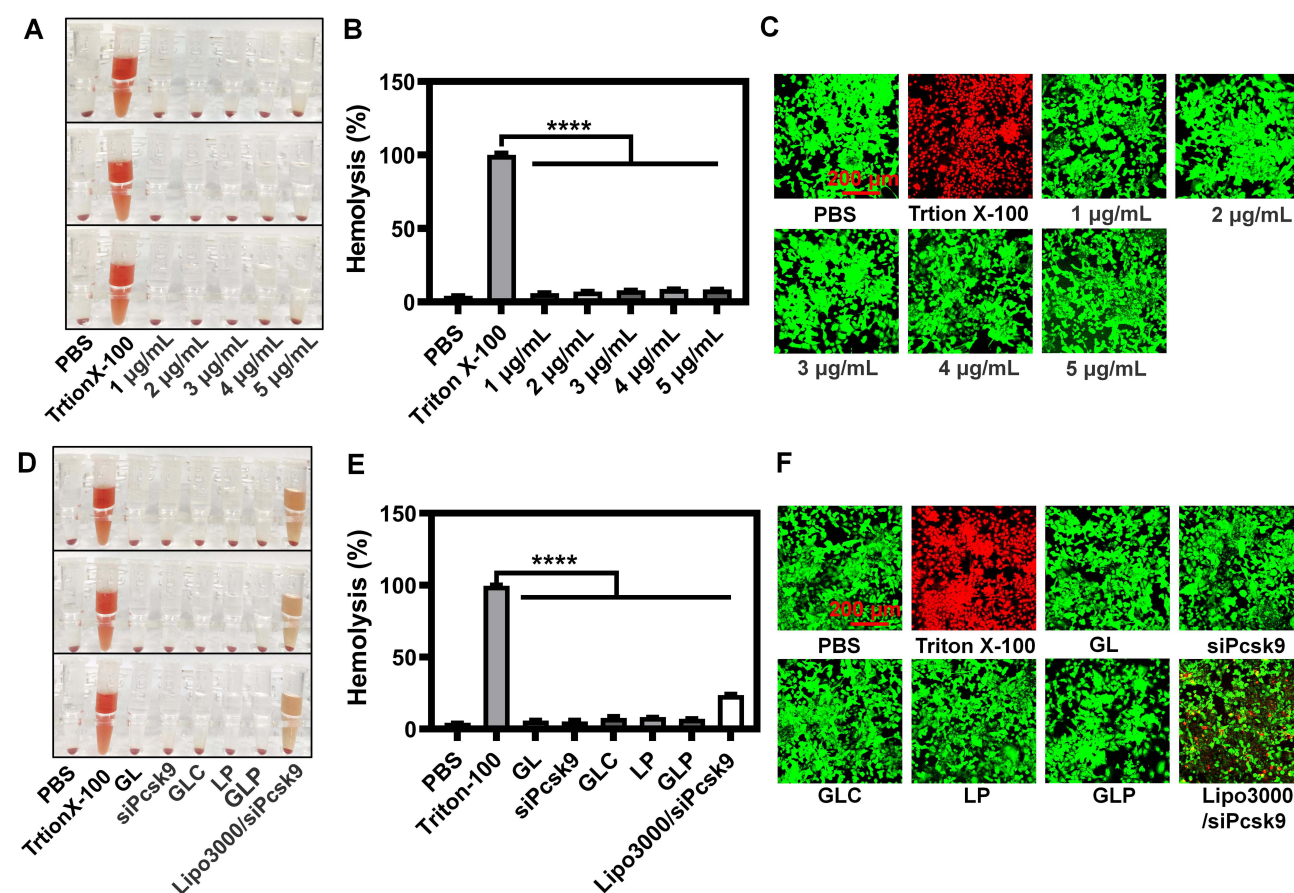 A
PBS
TrtionX-100
1 µg/mL
2 µg/mL
3 µg/mL
4 µg/mL
5 µg/mL
B
Hemolysis (%)
150
100
50
0
****
PBS
Triton X-100
1 µg/mL
2 µg/mL
3 µg/mL
4 µg/mL
5 µg/mL
C
200 µm
PBS
Trtion X-100
1 µg/mL
2 µg/mL
3 µg/mL
4 µg/mL
5 µg/mL
D
PBS
TrtionX-100
GL
siPcsk9
GLC
LP
GLP
Lipo3000/siPcsk9
E
Hemolysis (%)
150
100
50
0
****
PBS
Triton-100
GL
siPcsk9
GLC
LP
GLP
Lipo3000/siPcsk9
F
200 µm
PBS
Triton X-100
GL
siPcsk9
GLC
LP
GLP
Lipo3000
/siPcsk9